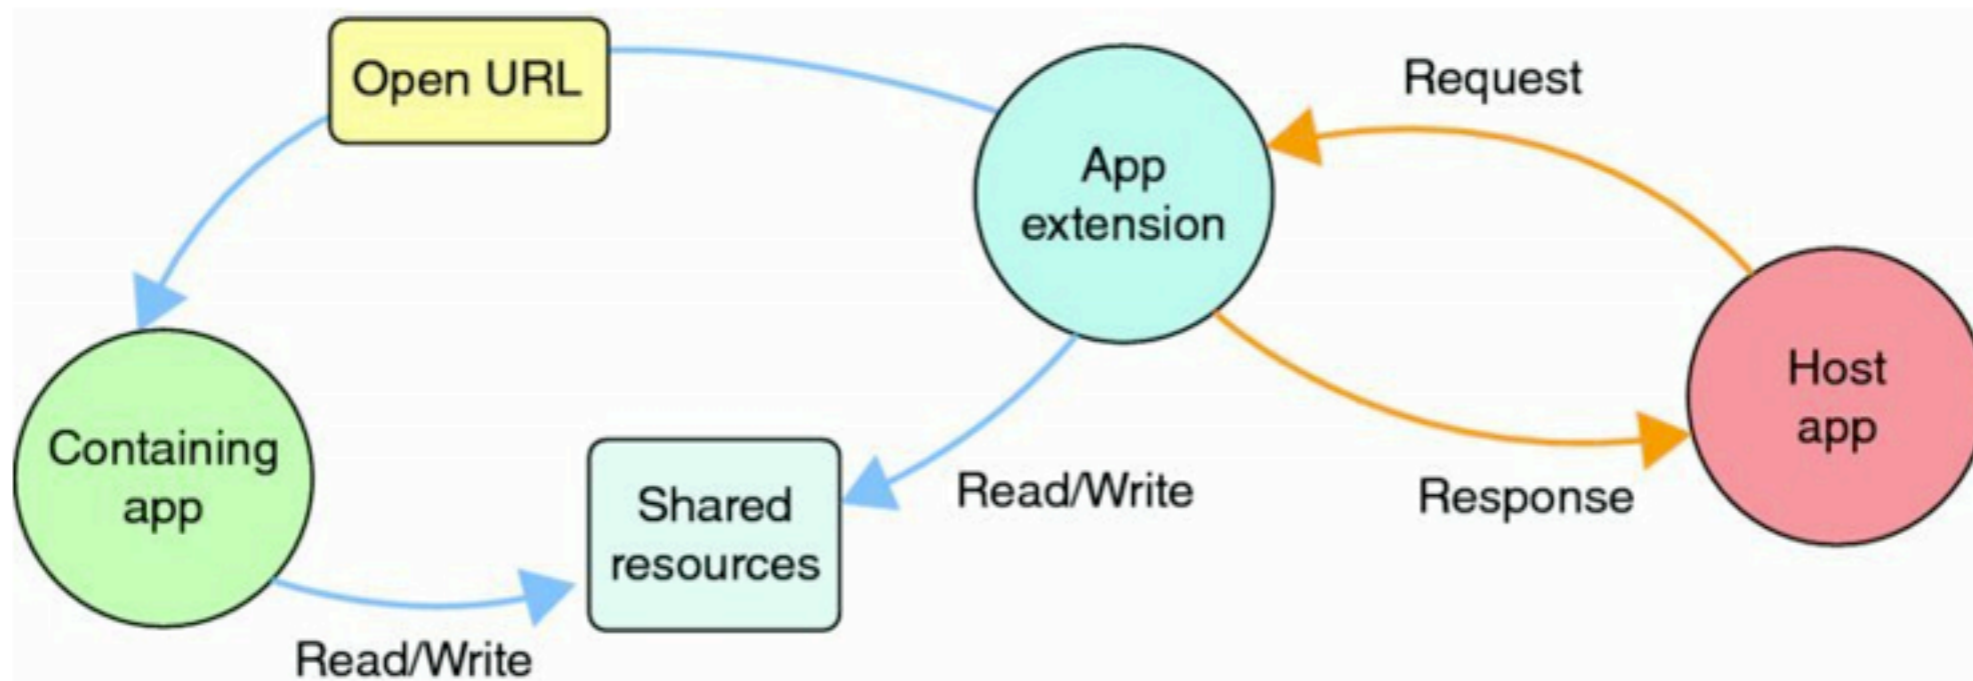 Open URL
App
extension
Request
Host
app
Containing
app
Shared
resources
Read/Write
Response
Read/Write